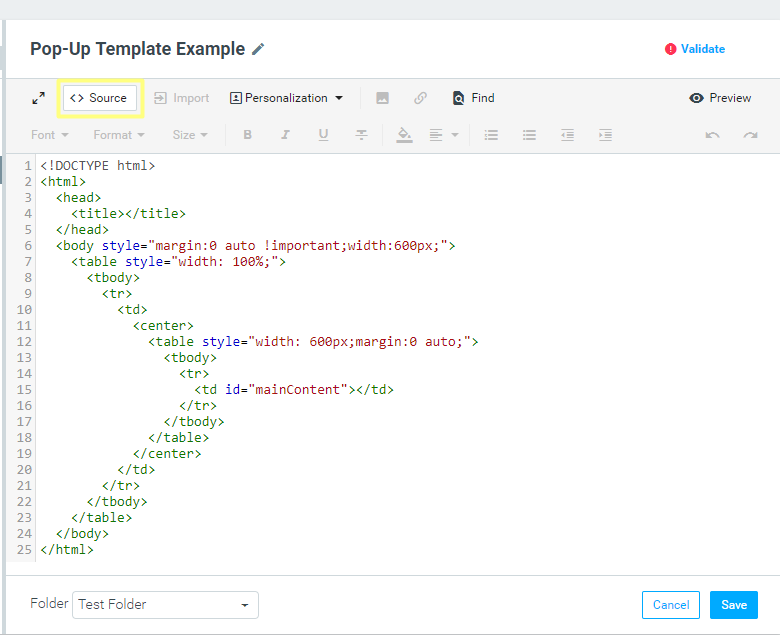 Pop-Up Template Example
Validate
<> Source Import Personalization Find Preview
Font Format Size B I U S
1 <!DOCTYPE html>
2 <html>
3   <head>
4     <title></title>
5   </head>
6   <body style="margin:0 auto !important;width:600px;">
7     <table style="width: 100%;">
8       <tbody>
9         <tr>
10           <td>
11             <center>
12               <table style="width: 600px;margin:0 auto;">
13                 <tbody>
14                   <tr>
15                     <td id="mainContent"></td>
16                   </tr>
17                 </tbody>
18               </table>
19             </center>
20           </td>
21         </tr>
22       </tbody>
23     </table>
24   </body>
25 </html>
Folder Test Folder Cancel Save